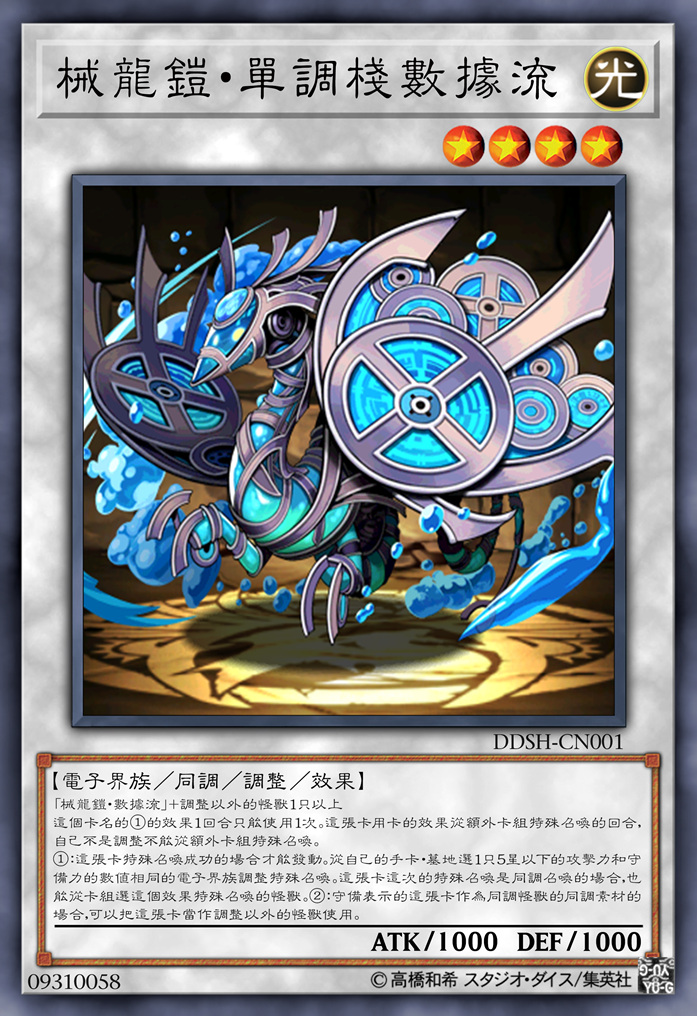 械龍鎧・單調棧數據流
光
DDSH-CN001
【電子界族／同調／調整／效果】
「械龍鎧・數據流」+調整以外的怪獸1只以上
這個卡名的①的效果1回合只能使用1次。這張卡用卡的效果從額外卡組特殊召喚的回合，
自己不是調整不能從額外卡組特殊召喚。
①：這張卡特殊召喚成功的場合才能發動。從自己的手卡・墓地選1只5星以下的攻擊力和守
備力的數值相同的電子界族調整特殊召喚。這張卡這次的特殊召喚是同調召喚的場合，也
能從卡組選這個效果特殊召喚的怪獸。②：守備表示的這張卡作為同調怪獸的同調素材的
場合，可以把這張卡當作調整以外的怪獸使用。
ATK/1000 DEF/1000
09310058
©高橋和希 スタジオ・ダイス/集英社